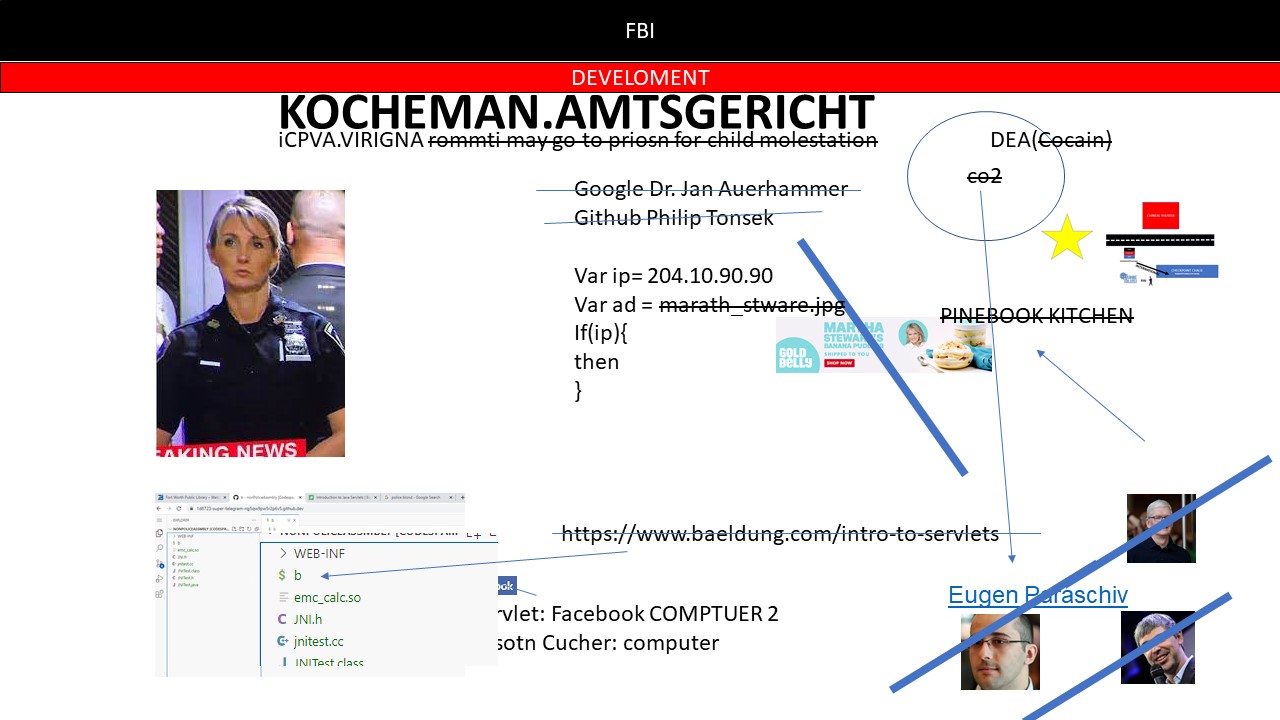 FBI
DEVELOMENT
KOCHEMAN.AMTSGERICHT
iCPVA.VIRIGNA rommti may go to priosn for child molestation
DEA(Cocain)
co2
Google Dr. Jan Auerhammer
Github Philip Tonsek
Var ip= 204.10.90.90
Var ad = marath_stware.jpg
If(ip){
then
}
PINEBOOK KITCHEN
GOLD BELLY
MARTHA STEWART'S
BANANA PUDDING
SHIPPED TO YOU
SHOP NOW
AKING NEWS
https://www.baeldung.com/intro-to-servlets
WEB-INF
b
emc_calc.so
JNI.h
jnitest.cc
JNITest.class
ook
rvlet: Facebook COMPTUER 2
sotn Cucher: computer
Eugen Paraschiv